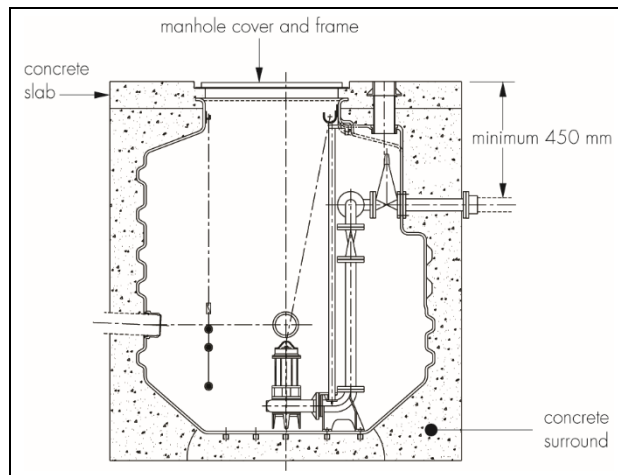 manhole cover and frame
concrete
slab
minimum 450 mm
concrete
surround